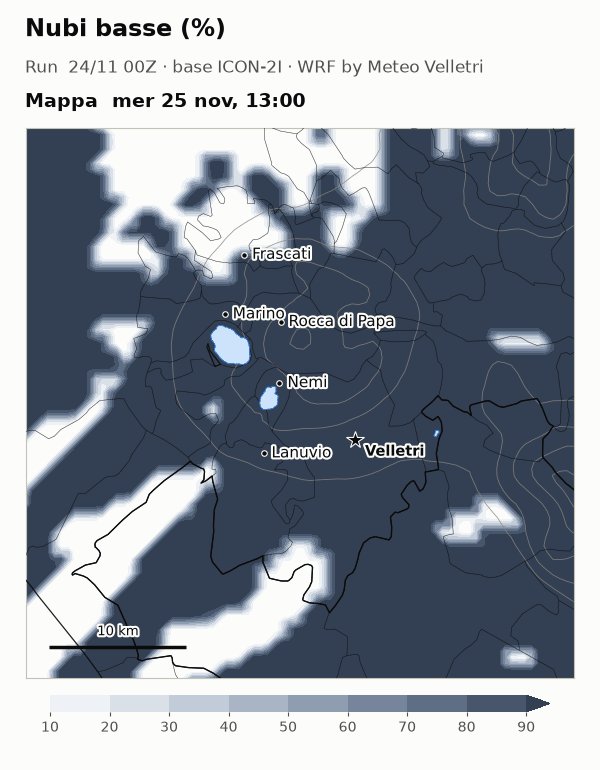 Nubi basse (%)
Run  24/11 00Z · base ICON-2I · WRF by Meteo Velletri
Mappa  mer 25 nov, 13:00
Frascati
Marino
Rocca di Papa
Nemi
Velletri
Lanuvio
10 km
10 20 30 40 50 60 70 80 90